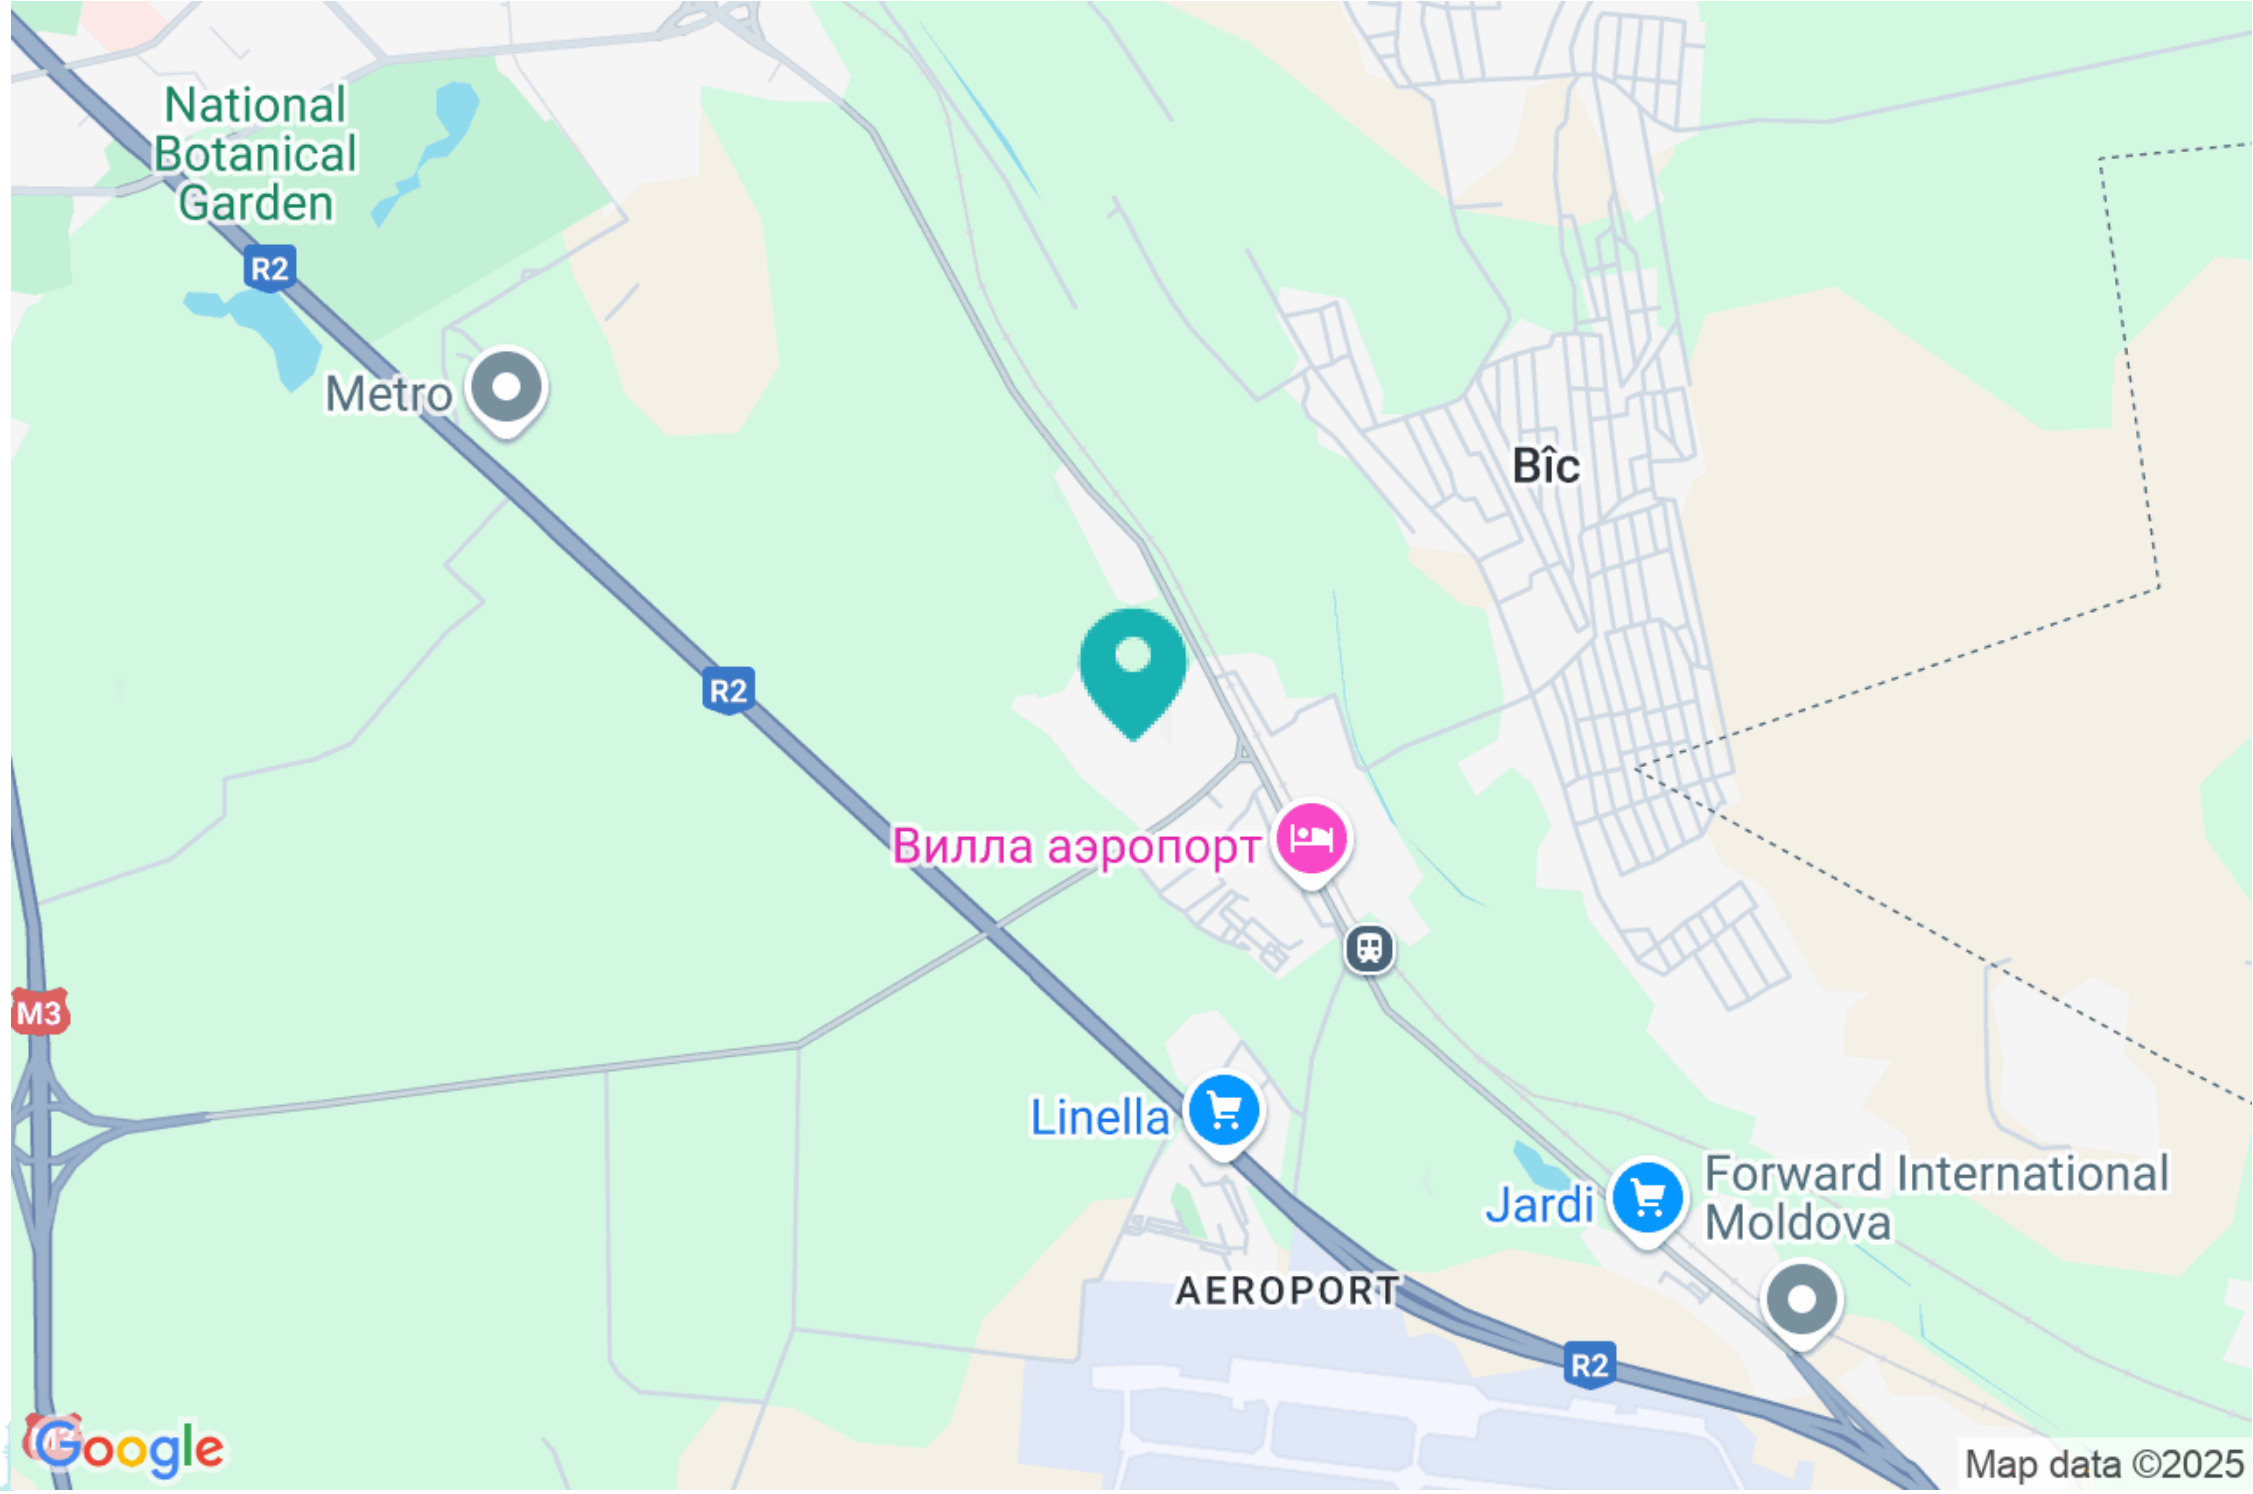 National
Botanical
Garden
R2
Metro
Bîc
R2
Вилла аэропорт
M3
Linella
Jardi
Forward International
Moldova
AEROPORT
R2
Google
Map data ©2025